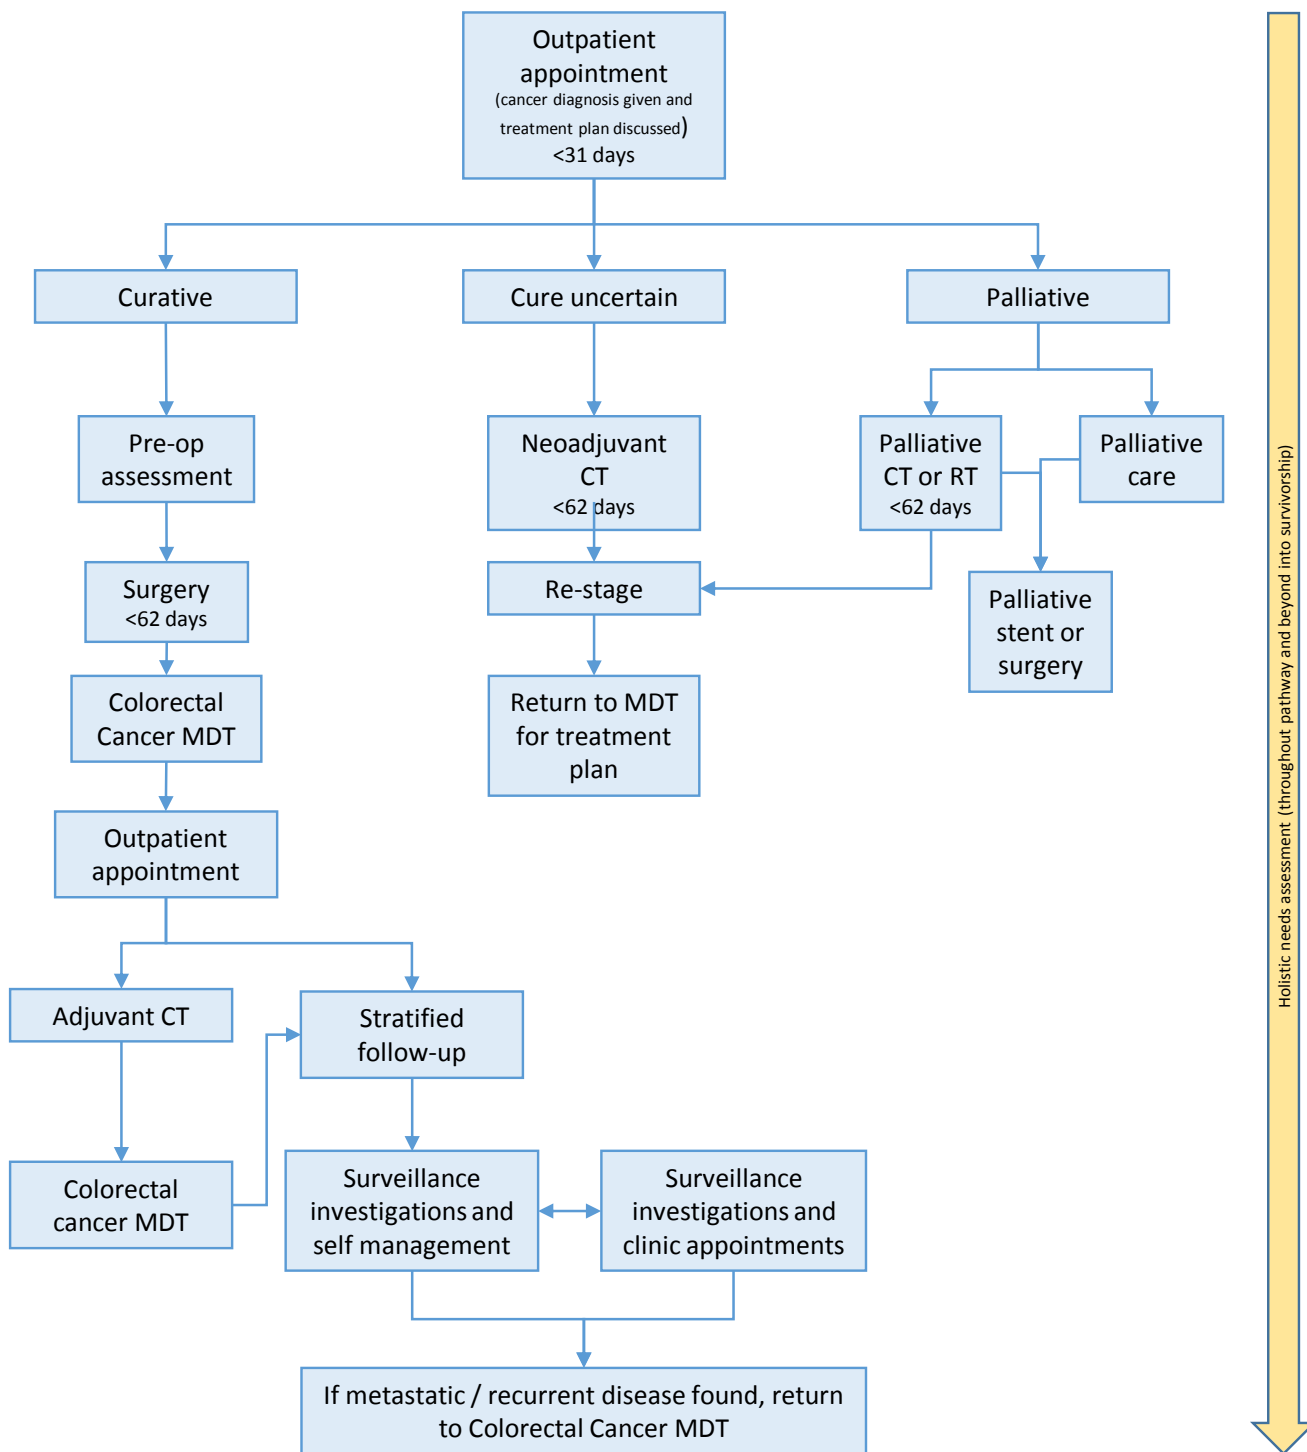 Outpatient
appointment
(cancer diagnosis given and
treatment plan discussed)
<31 days
Curative
Cure uncertain
Palliative
Pre-op
assessment
Neoadjuvant
CT
<62 days
Palliative
CT or RT
<62 days
Palliative
care
Surgery
<62 days
Re-stage
Palliative
stent or
surgery
Colorectal
Cancer MDT
Return to MDT
for treatment
plan
Outpatient
appointment
Adjuvant CT
Stratified
follow-up
Colorectal
cancer MDT
Surveillance
investigations and
self management
Surveillance
investigations and
clinic appointments
If metastatic / recurrent disease found, return
to Colorectal Cancer MDT
Holistic needs assessment (throughout pathway and beyond into survivorship)